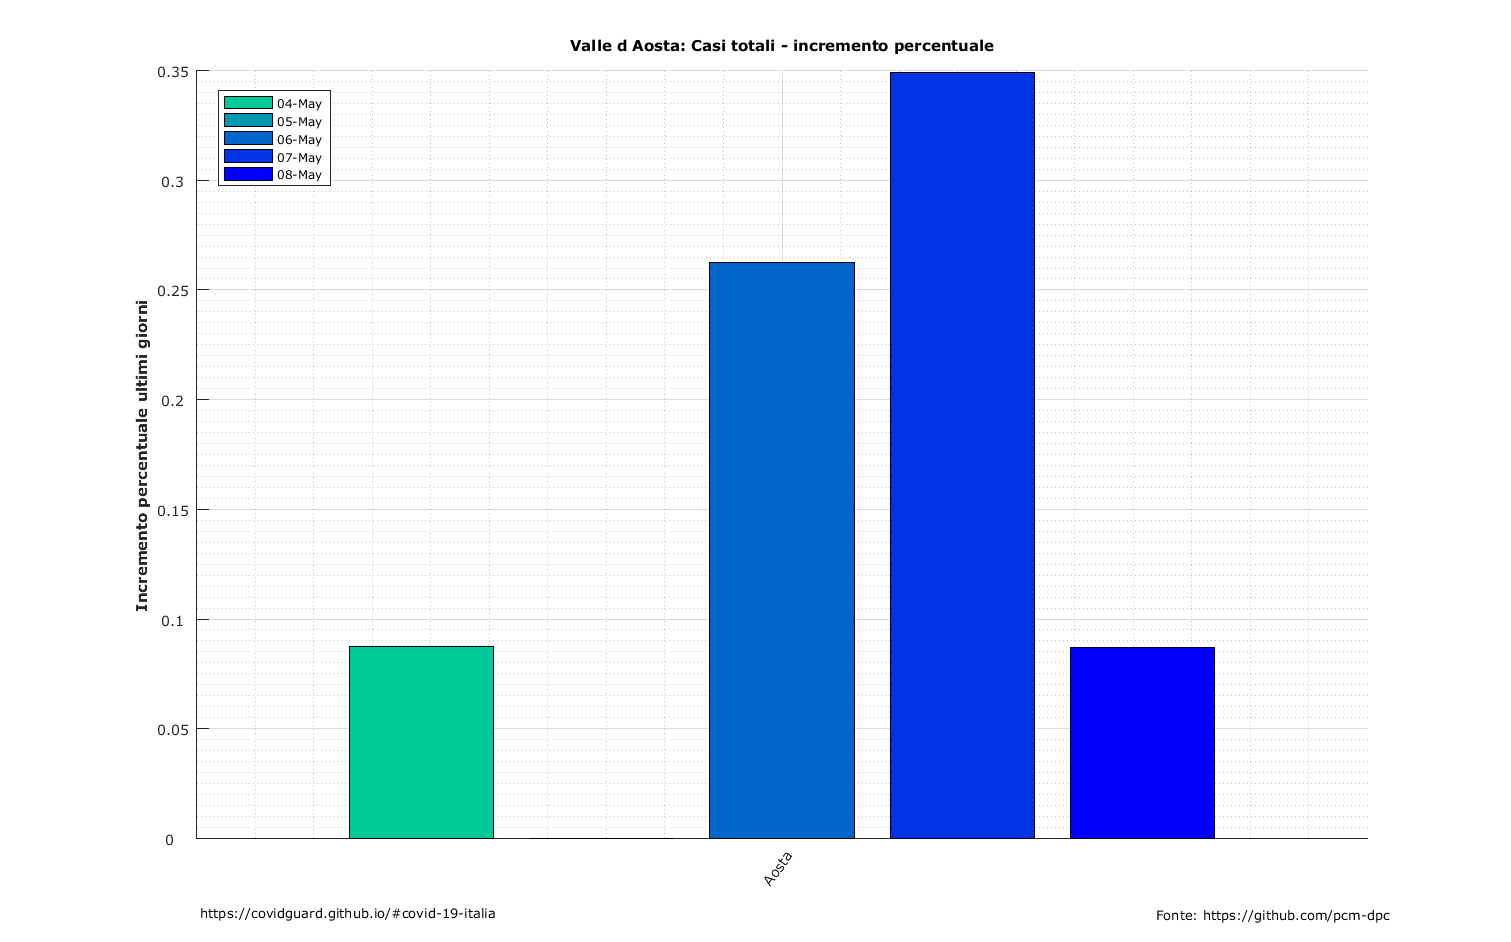 Valle d Aosta: Casi totali - incremento percentuale
0.35
0.3
0.25
0.2
0.15
0.1
0.05
0
Incremento percentuale ultimi giorni
04-May
05-May
06-May
07-May
08-May
Aosta
https://covidguard.github.io/#covid-19-italia
Fonte: https://github.com/pcm-dpc